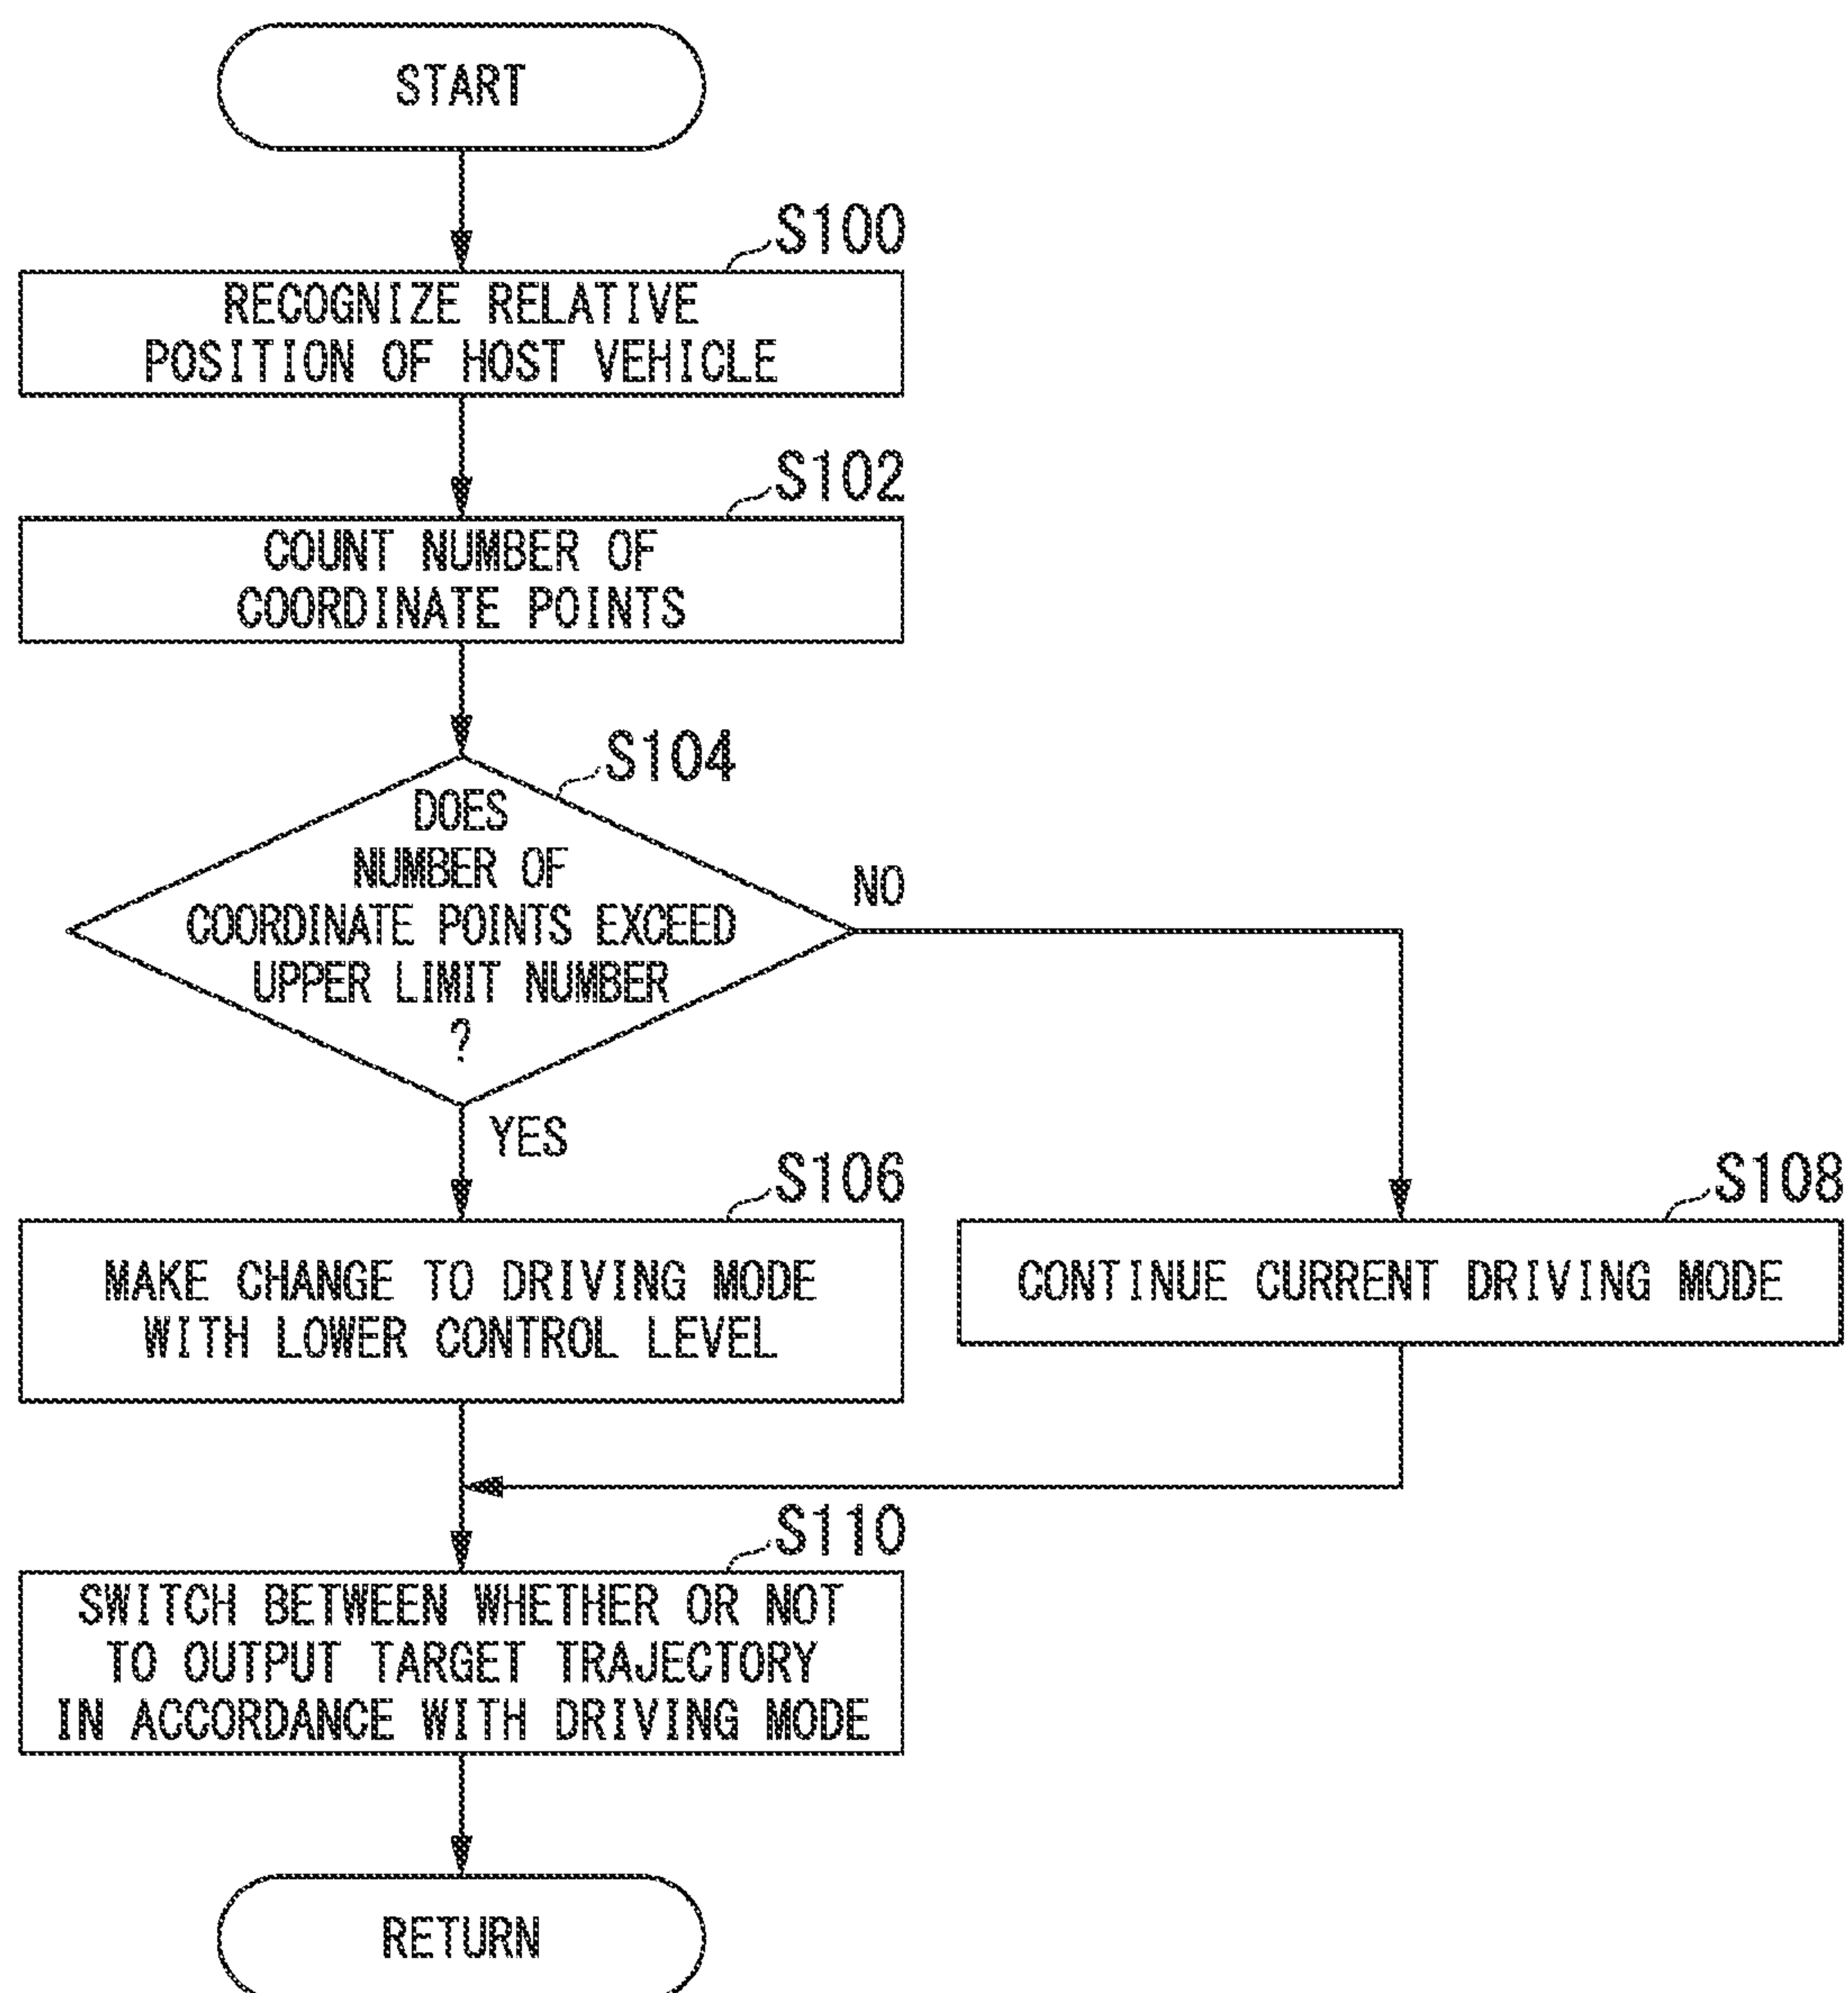 START
S100
RECOGNIZE RELATIVE
POSITION OF HOST VEHICLE
S102
COUNT NUMBER OF
COORDINATE POINTS
S104
DOES
NUMBER OF
COORDINATE POINTS EXCEED
UPPER LIMIT NUMBER
?
NO
YES
S106
MAKE CHANGE TO DRIVING MODE
WITH LOWER CONTROL LEVEL
S108
CONTINUE CURRENT DRIVING MODE
S110
SWITCH BETWEEN WHETHER OR NOT
TO OUTPUT TARGET TRAJECTORY
IN ACCORDANCE WITH DRIVING MODE
RETURN